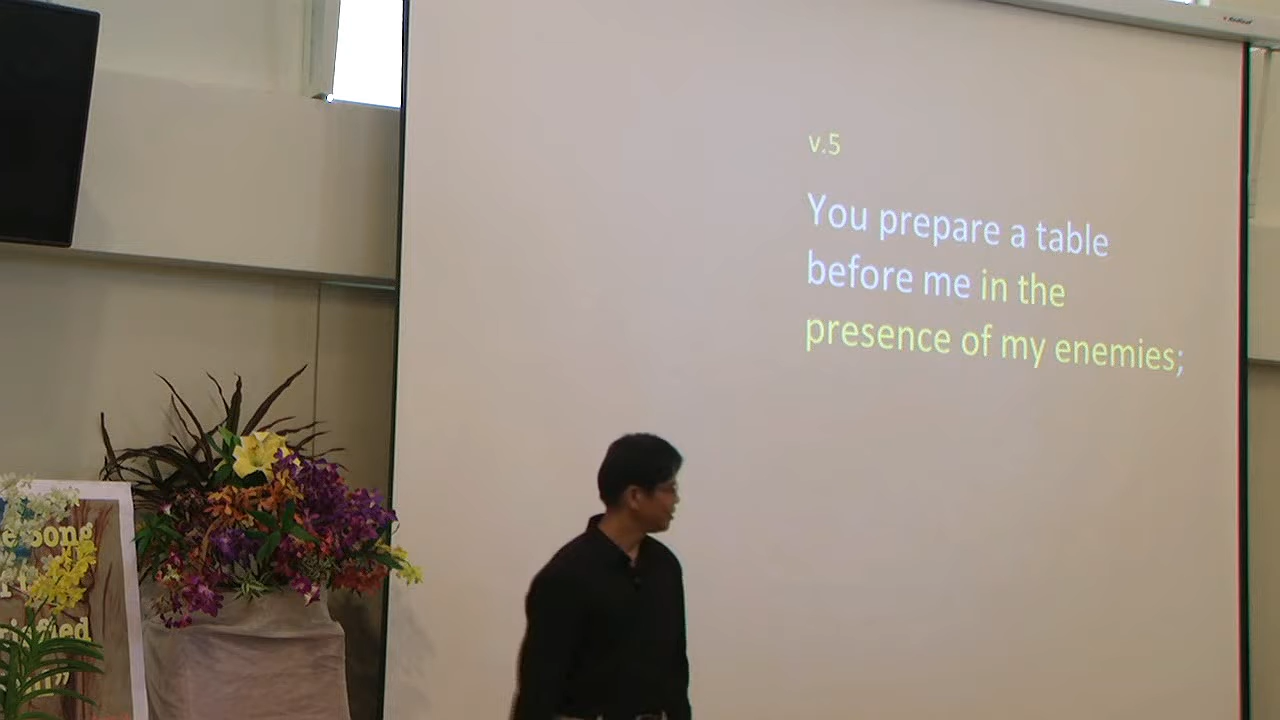 v.5
You prepare a table
before me in the
presence of my enemies;
Song